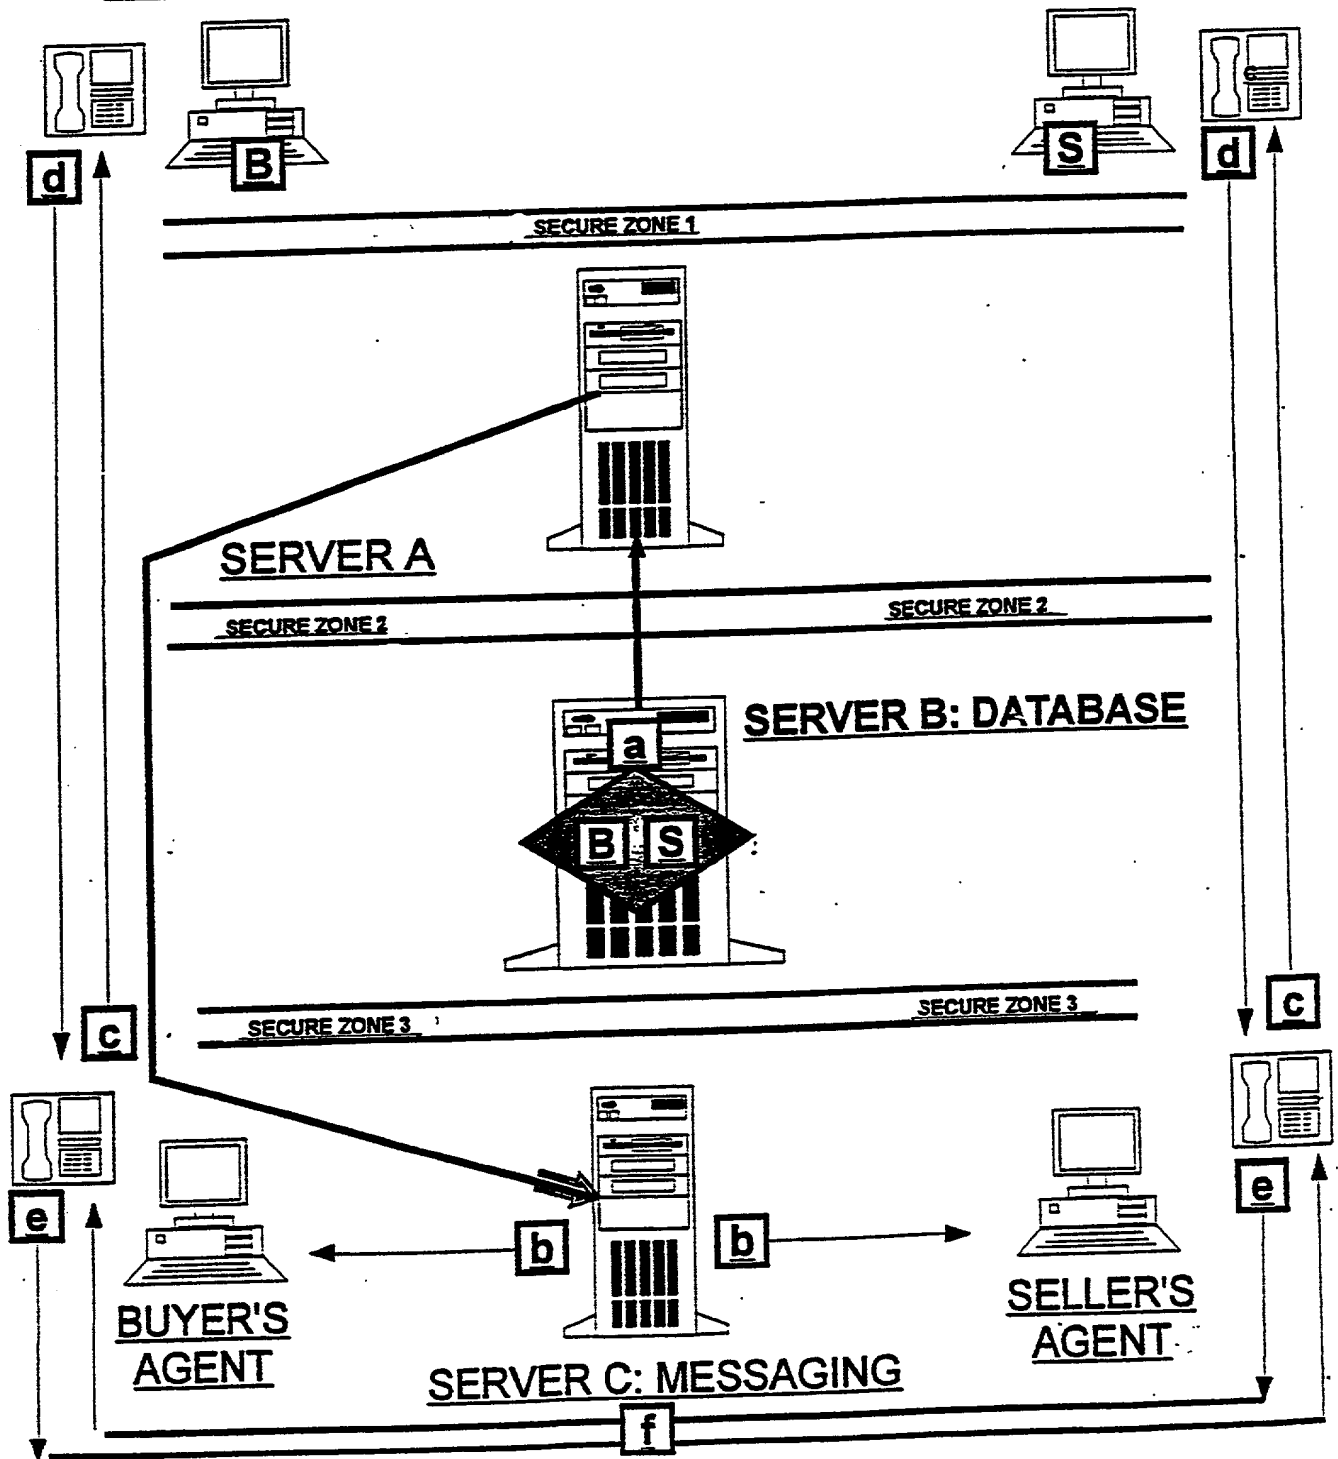 d
B
S
d
SECURE ZONE 1
SERVER A
SECURE ZONE 2
SECURE ZONE 2
SERVER B: DATABASE
a
B
S
c
c
SECURE ZONE 3
SECURE ZONE 3
e
e
b
b
BUYER'S
AGENT
SELLER'S
AGENT
SERVER C: MESSAGING
f